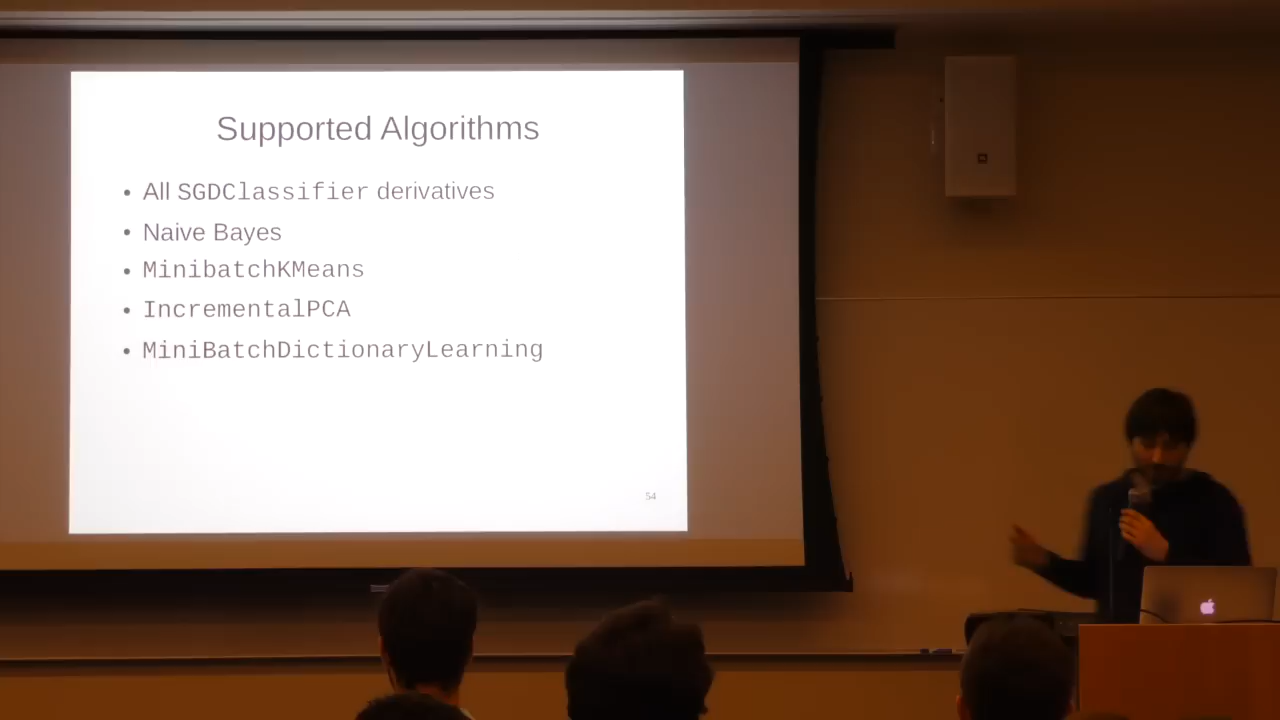 Supported Algorithms
• All SGDClassifier derivatives
• Naive Bayes
• MinibatchKMeans
• IncrementalPCA
• MiniBatchDictionaryLearning
54